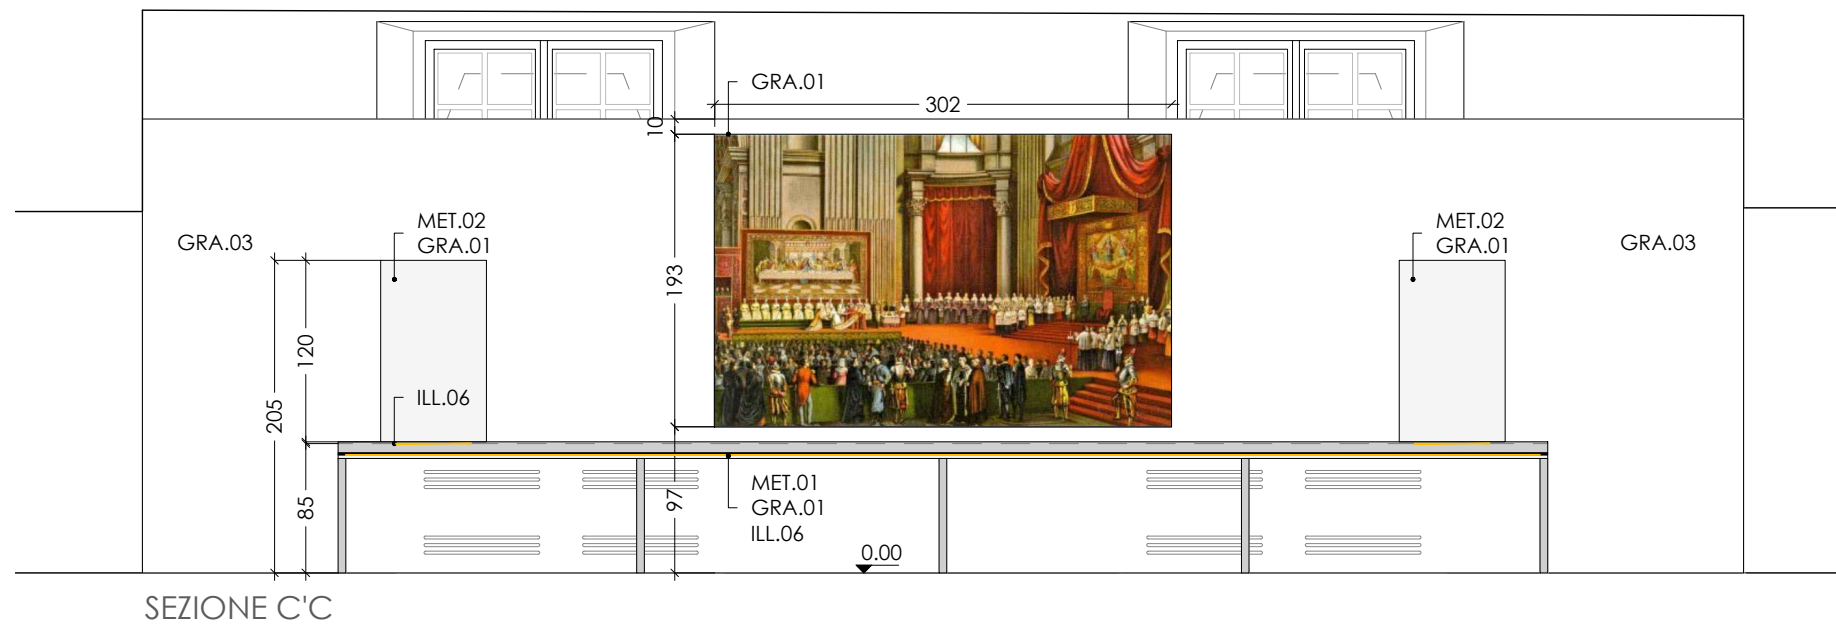 GRA.01
302
10
MET.02
GRA.01
GRA.03
MET.02
GRA.01
GRA.03
193
120
205
ILL.06
85
97
MET.01
GRA.01
ILL.06
0.00
SEZIONE C'C